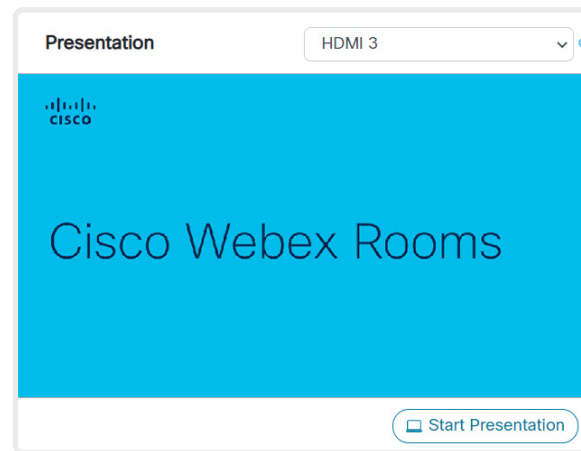 Presentation
HDMI 3
CISCO
Cisco Webex Rooms
Start Presentation